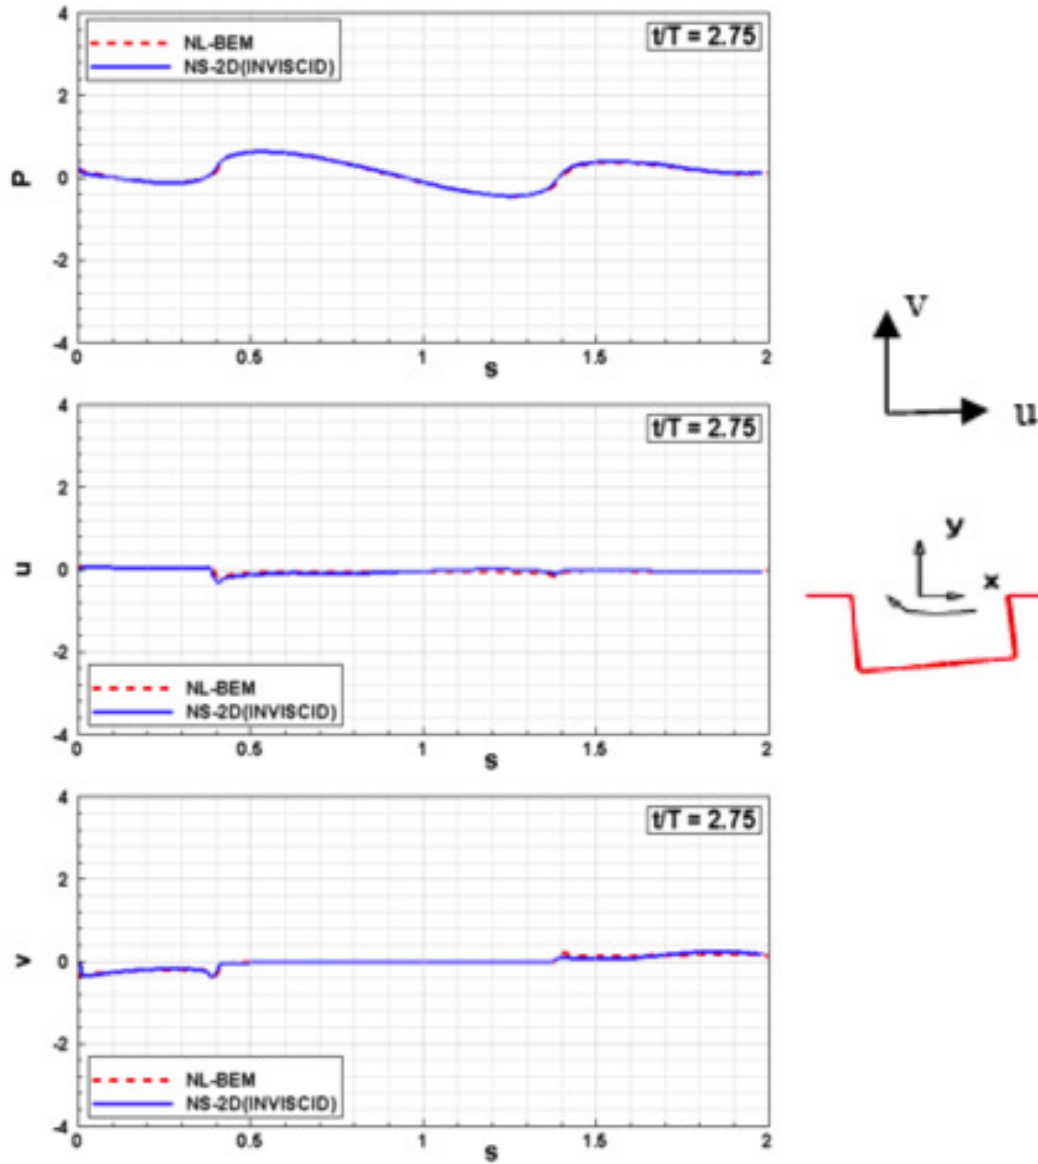 4
NL-BEM
NS-2D(INVISCID)
t/T = 2.75
2
P
0
-2
-4
0
0.5
1
1.5
2
s
4
t/T = 2.75
2
u
0
-2
NL-BEM
NS-2D(INVISCID)
-4
0
0.5
1
1.5
2
s
4
t/T = 2.75
2
v
0
-2
NL-BEM
NS-2D(INVISCID)
-4
0
0.5
1
1.5
2
s
v
u
y
x